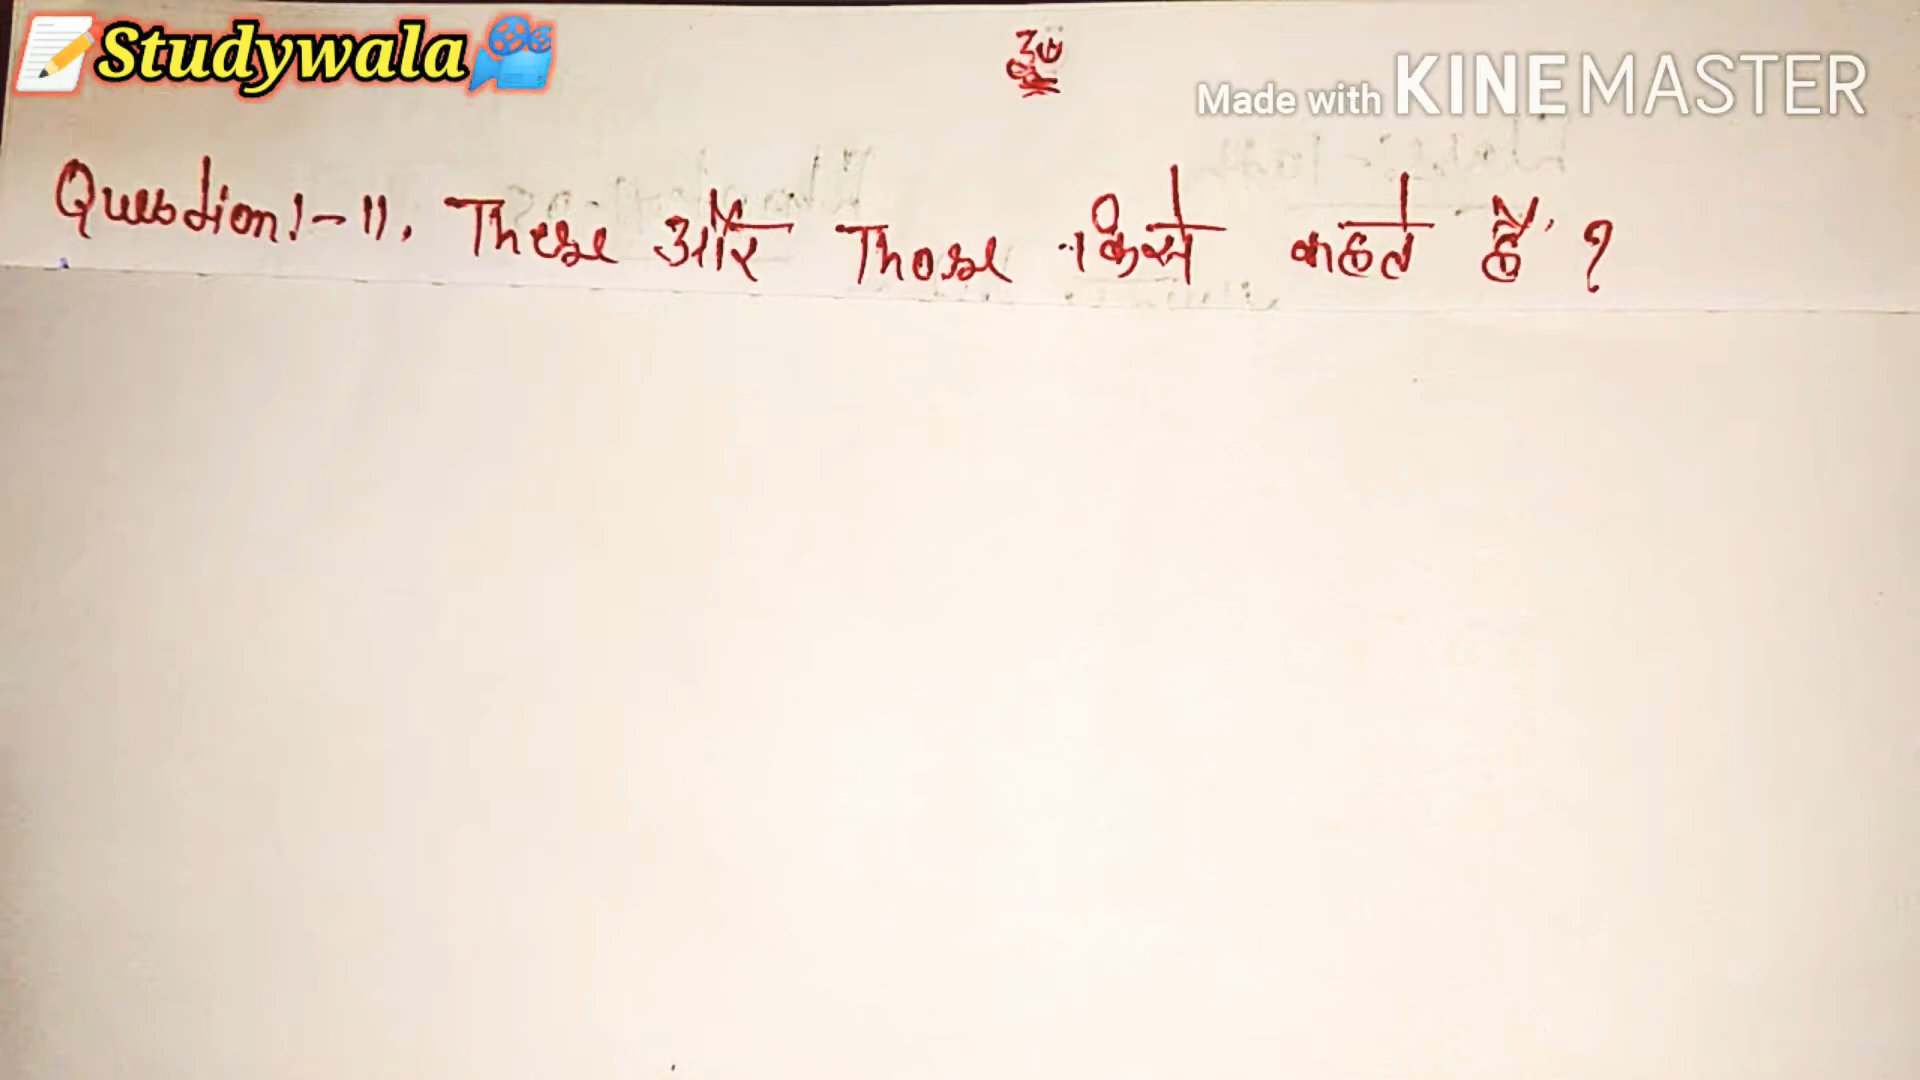 Studywala
ॐ
Made with KINEMASTER
Question!-11. These और Those किसे कहते हैं ?